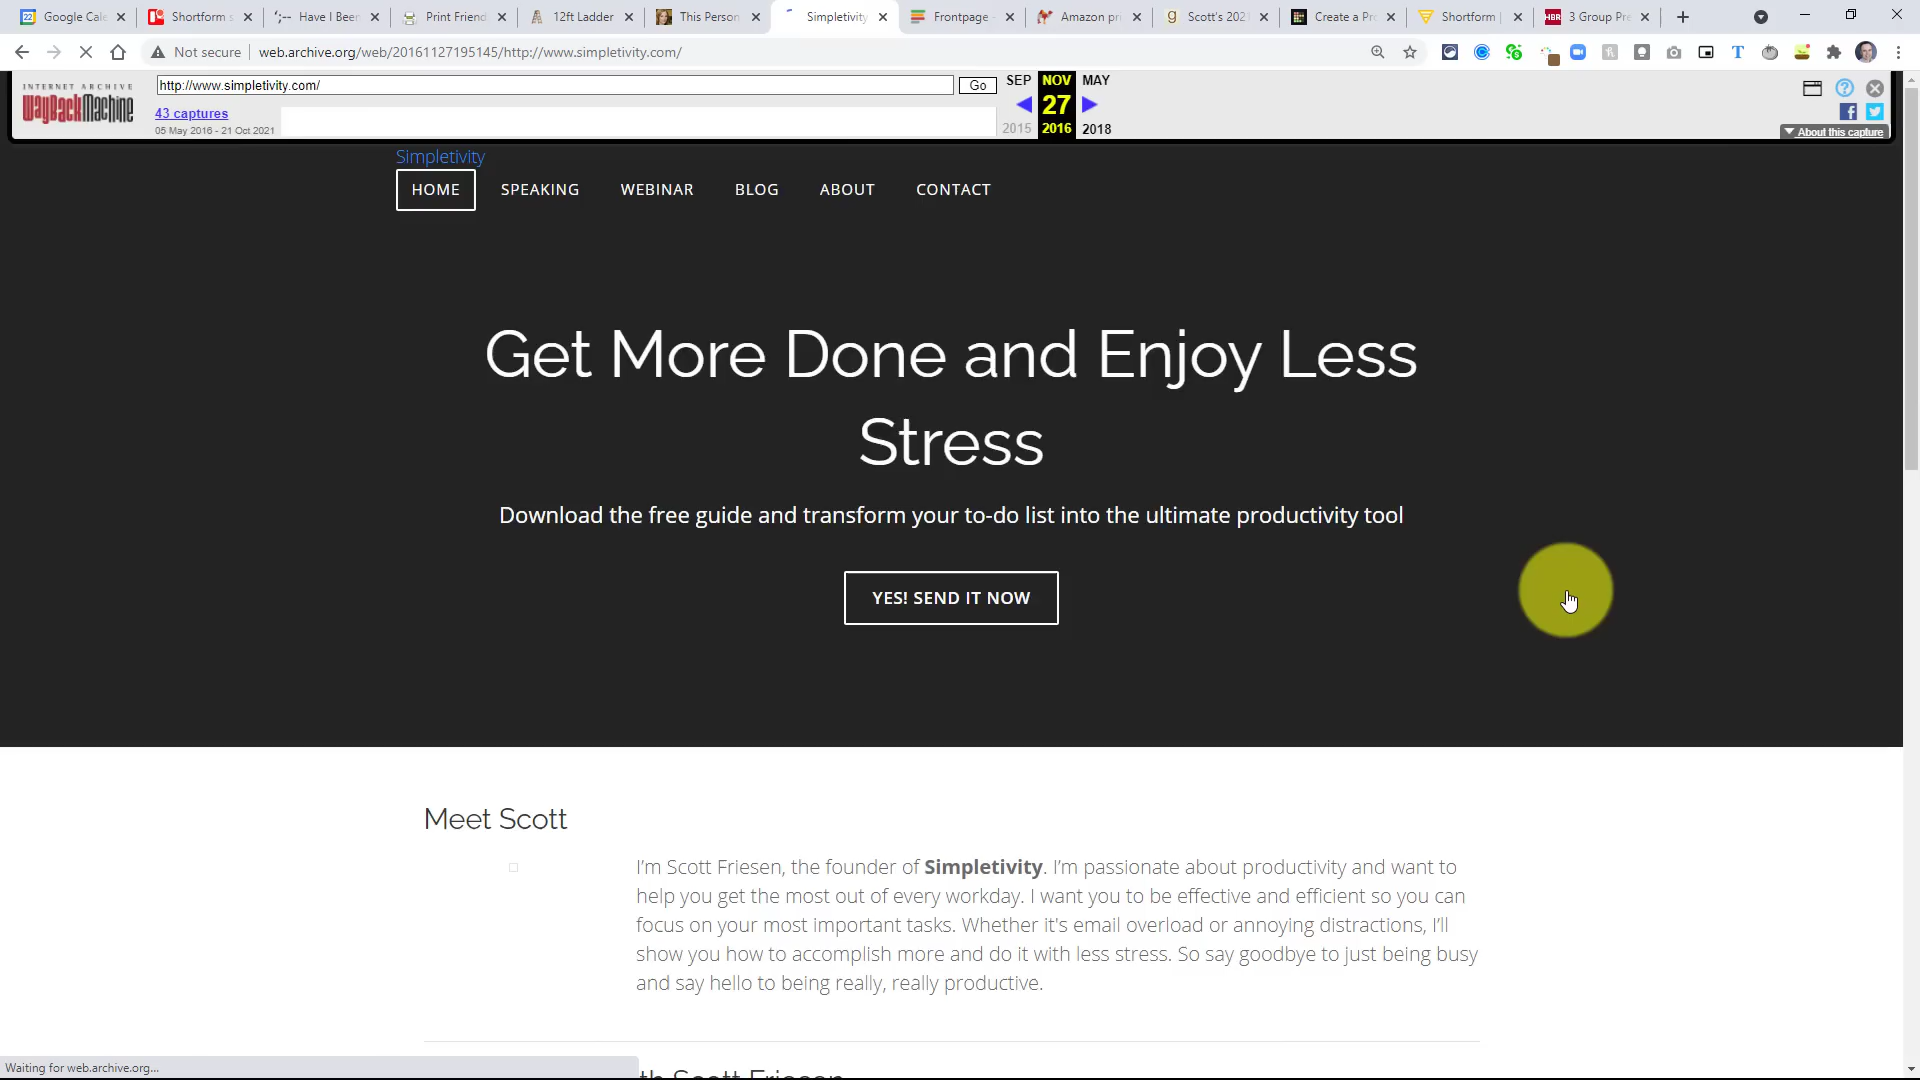 Google Cale
Shortform s
Have I Been
Print Friend
12ft Ladder
This Person
Simpletivity
Frontpage -
Amazon pri
Scott's 202
Create a Pro
Shortform |
3 Group Pre
Not secure
web.archive.org/web/20161127195145/http://www.simpletivity.com/
INTERNET ARCHIVE
WayBackMachine
http://www.simpletivity.com/
Go
43 captures
05 May 2016 - 21 Oct 2021
SEP NOV MAY
27
2015 2016 2018
About this capture
Simpletivity
HOME SPEAKING WEBINAR BLOG ABOUT CONTACT
Get More Done and Enjoy Less
Stress
Download the free guide and transform your to-do list into the ultimate productivity tool
YES! SEND IT NOW
Meet Scott
I'm Scott Friesen, the founder of Simpletivity. I'm passionate about productivity and want to
help you get the most out of every workday. I want you to be effective and efficient so you can
focus on your most important tasks. Whether it's email overload or annoying distractions, I'll
show you how to accomplish more and do it with less stress. So say goodbye to just being busy
and say hello to being really, really productive.
th Scott Friesen
Waiting for web.archive.org...